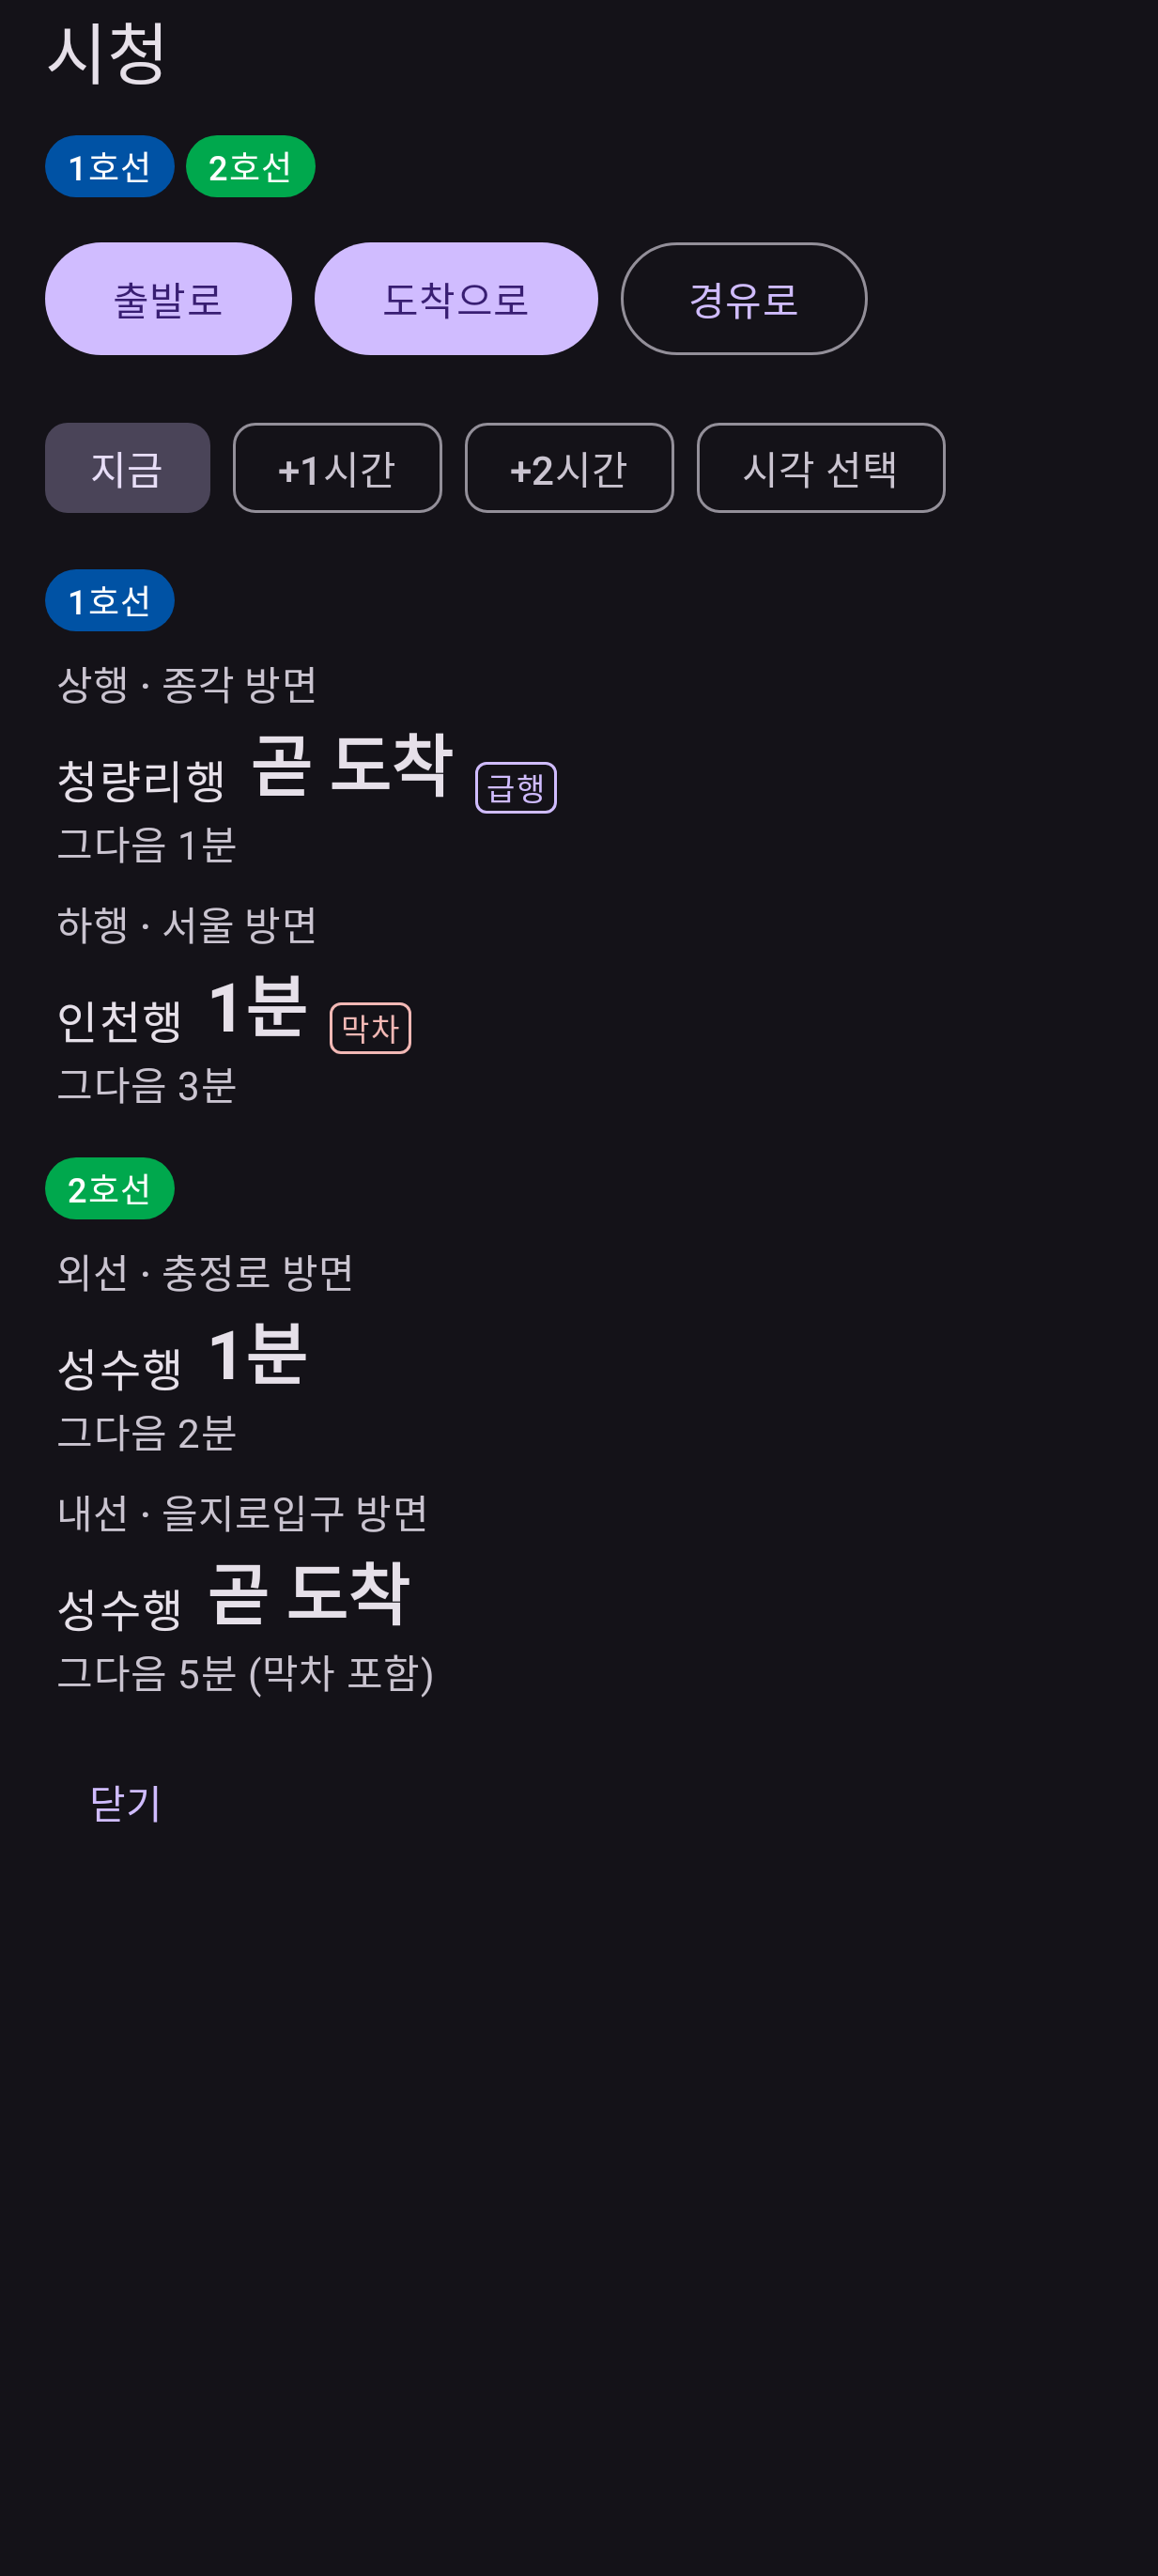 시청
1호선 2호선
출발로 도착으로 경유로
지금 +1시간 +2시간 시각 선택
1호선
상행 · 종각 방면
청량리행 곧 도착 급행
그다음 1분
하행 · 서울 방면
인천행 1분 막차
그다음 3분
2호선
외선 · 충정로 방면
성수행 1분
그다음 2분
내선 · 을지로입구 방면
성수행 곧 도착
그다음 5분 (막차 포함)
닫기